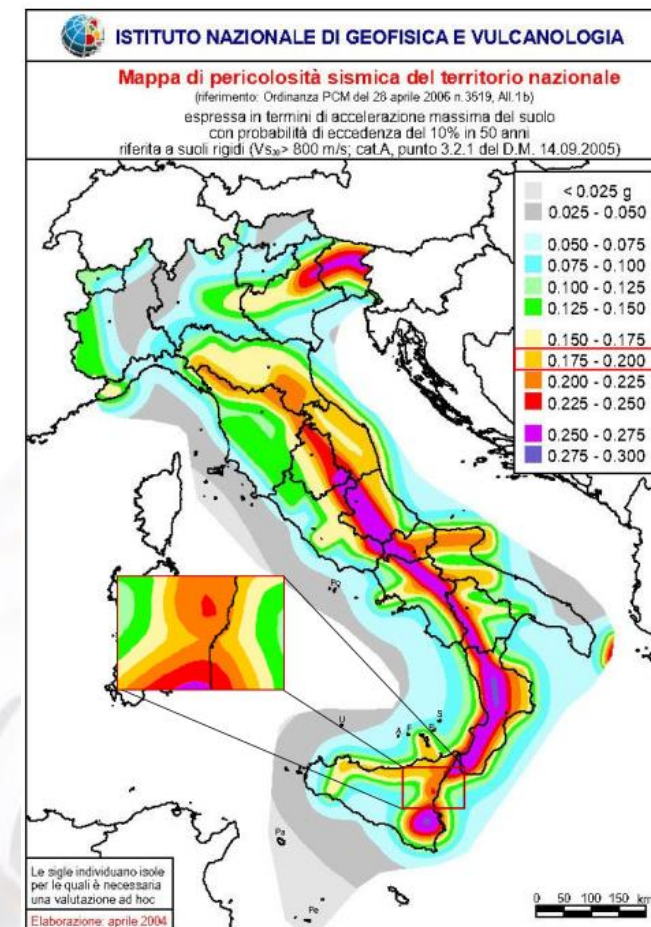 ISTITUTO NAZIONALE DI GEOFISICA E VULCANOLOGIA
Mappa di pericolosità sismica del territorio nazionale
(riferimento: Ordinanza PCM del 28 aprile 2006 n.3519, All.1b)
espressa in termini di accelerazione massima del suolo
con probabilità di eccedenza del 10% in 50 anni
riferita a suoli rigidi (Vs₃₀> 800 m/s; cat.A, punto 3.2.1 del D.M. 14.09.2005)
< 0.025 g
0.025 - 0.050
0.050 - 0.075
0.075 - 0.100
0.100 - 0.125
0.125 - 0.150
0.150 - 0.175
0.175 - 0.200
0.200 - 0.225
0.225 - 0.250
0.250 - 0.275
0.275 - 0.300
Po
U
A
F
S
Pa
Pe
Le sigle individuano isole
per le quali è necessaria
una valutazione ad hoc
Elaborazione: aprile 2004
0 50 100 150 km